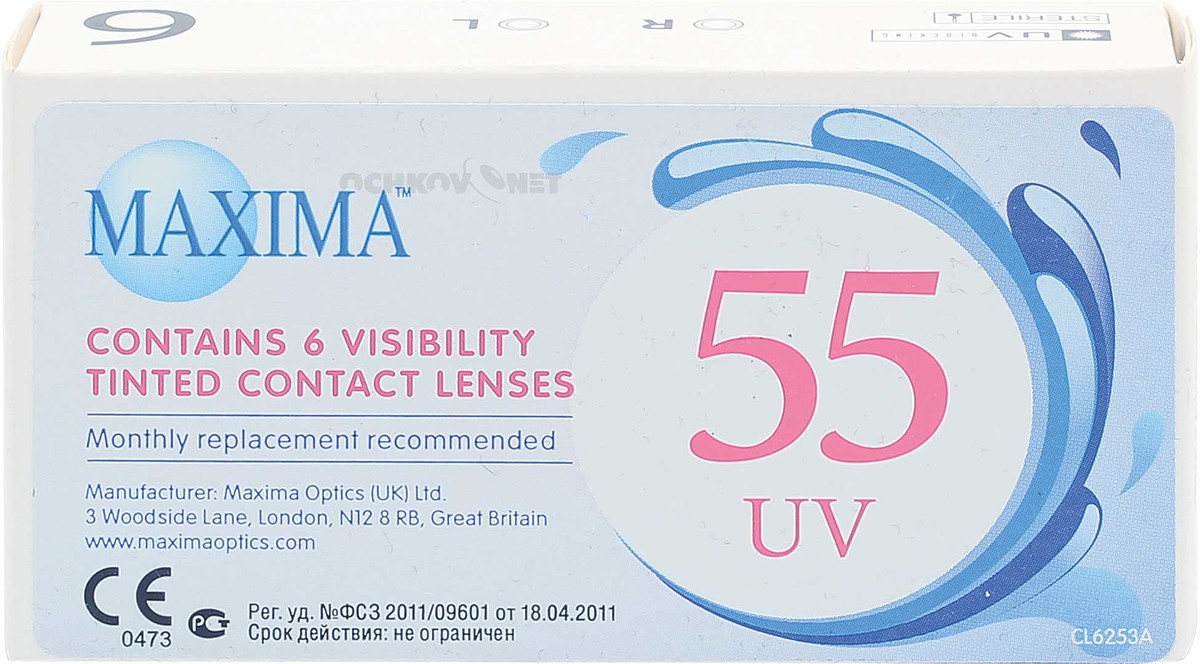 6 L R STERILE
UV BLOCKING
OCHKOV NET
MAXIMA™
CONTAINS 6 VISIBILITY
TINTED CONTACT LENSES
Monthly replacement recommended
Manufacturer: Maxima Optics (UK) Ltd.
3 Woodside Lane, London, N12 8 RB, Great Britain
www.maximaoptics.com
CE
0473
РСТ
Рег. уд. №ФСЗ 2011/09601 от 18.04.2011
Срок действия: не ограничен
55
UV
CL6253A